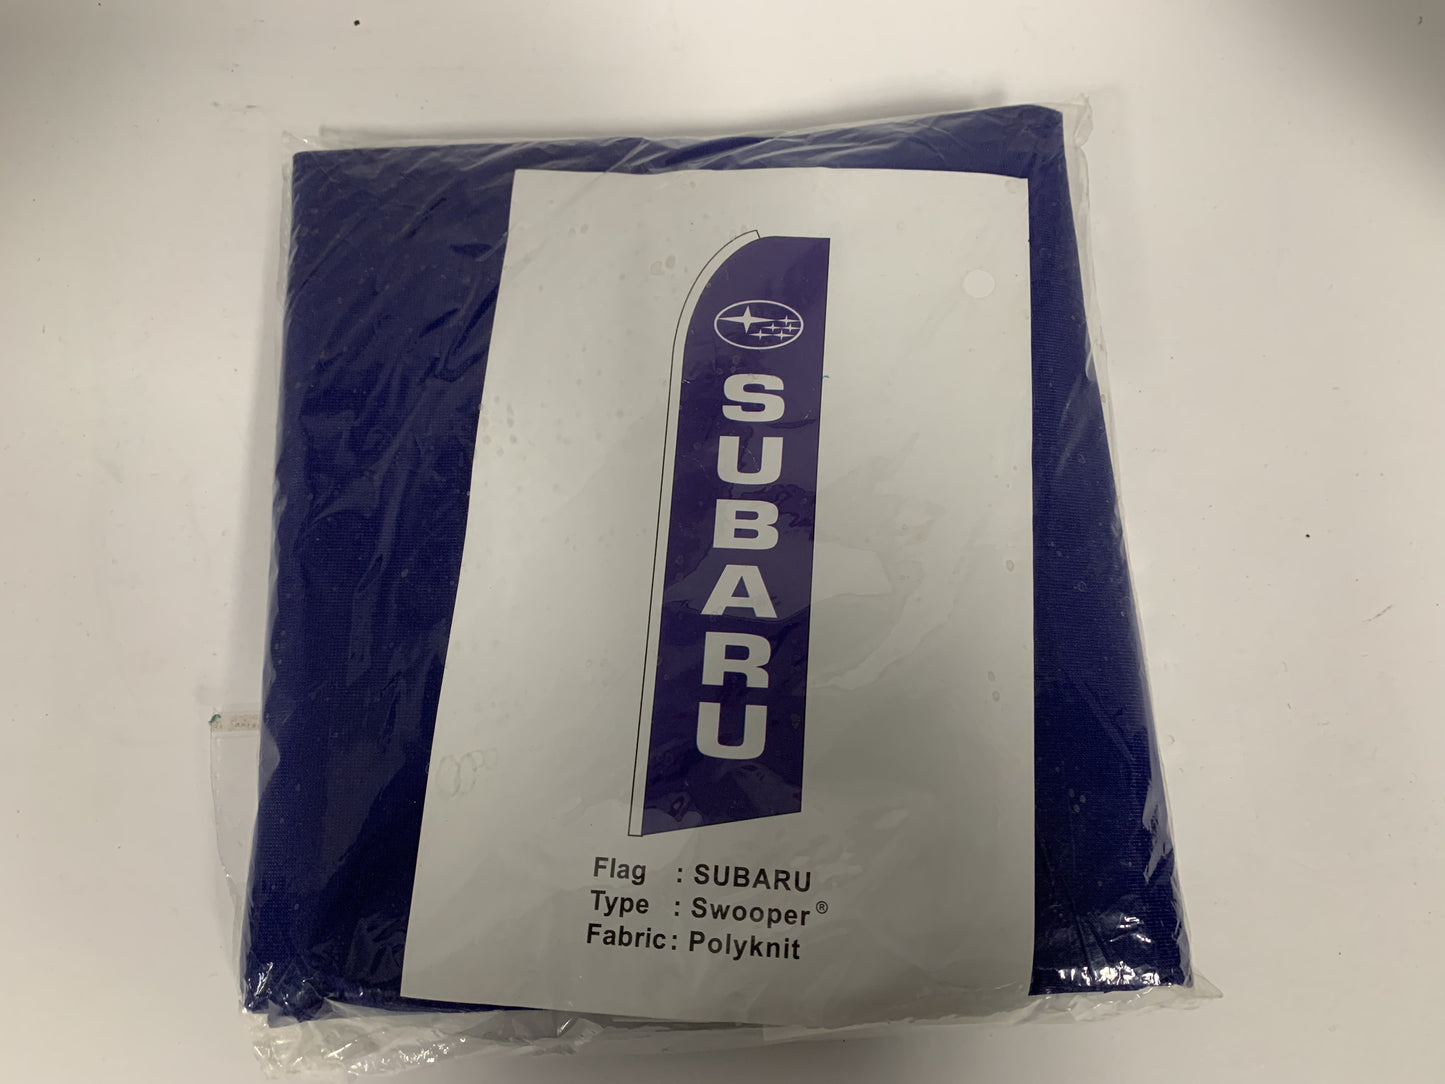 SUBARU
Flag : SUBARU
Type : Swooper®
Fabric: Polyknit